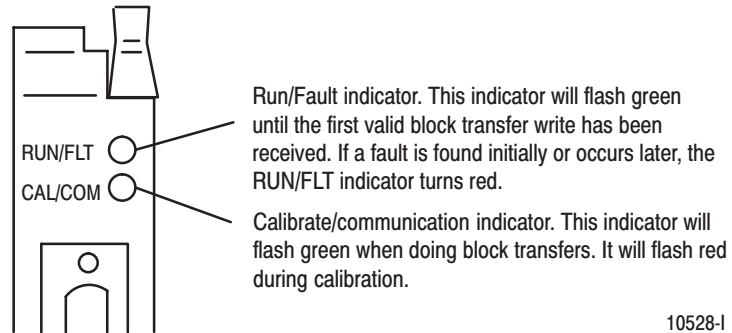 Run/Fault indicator. This indicator will flash green
until the first valid block transfer write has been
received. If a fault is found initially or occurs later, the
RUN/FLT indicator turns red.
RUN/FLT
CAL/COM
Calibrate/communication indicator. This indicator will
flash green when doing block transfers. It will flash red
during calibration.
10528-I